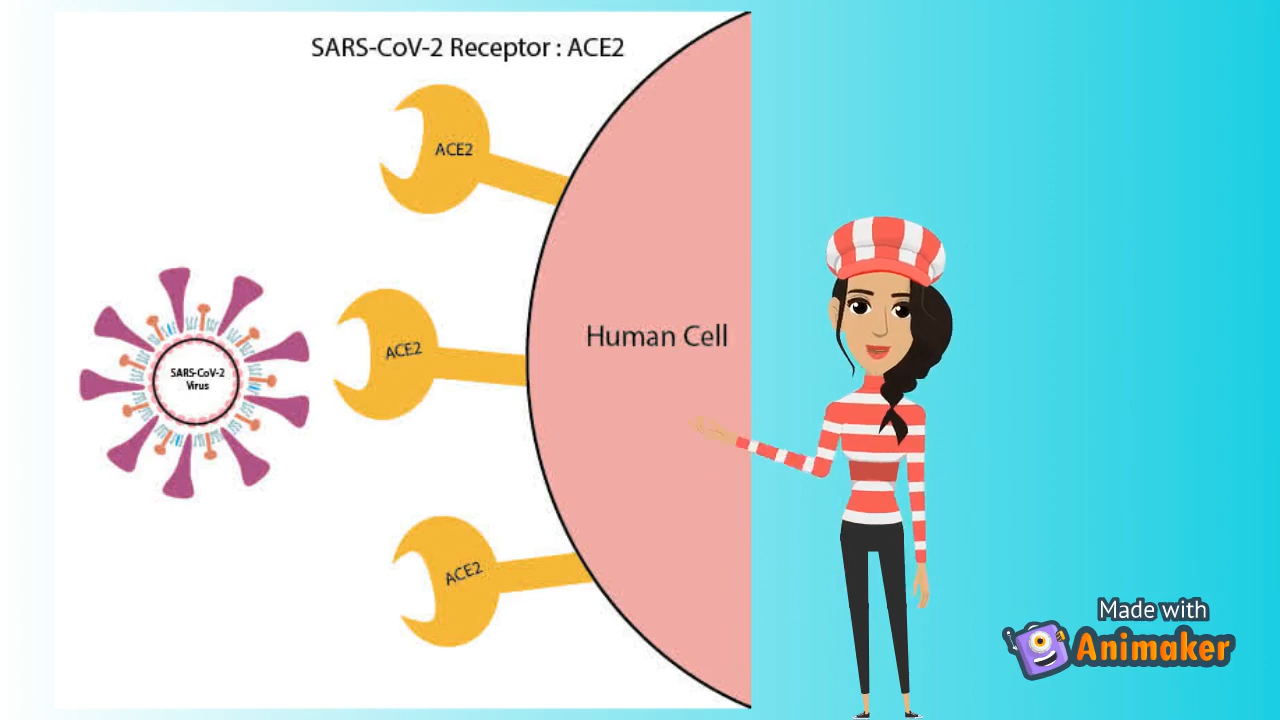 SARS-CoV-2 Receptor : ACE2
ACE2
ACE2
Human Cell
SARS-CoV-2
Virus
ACE2
Made with
Animaker